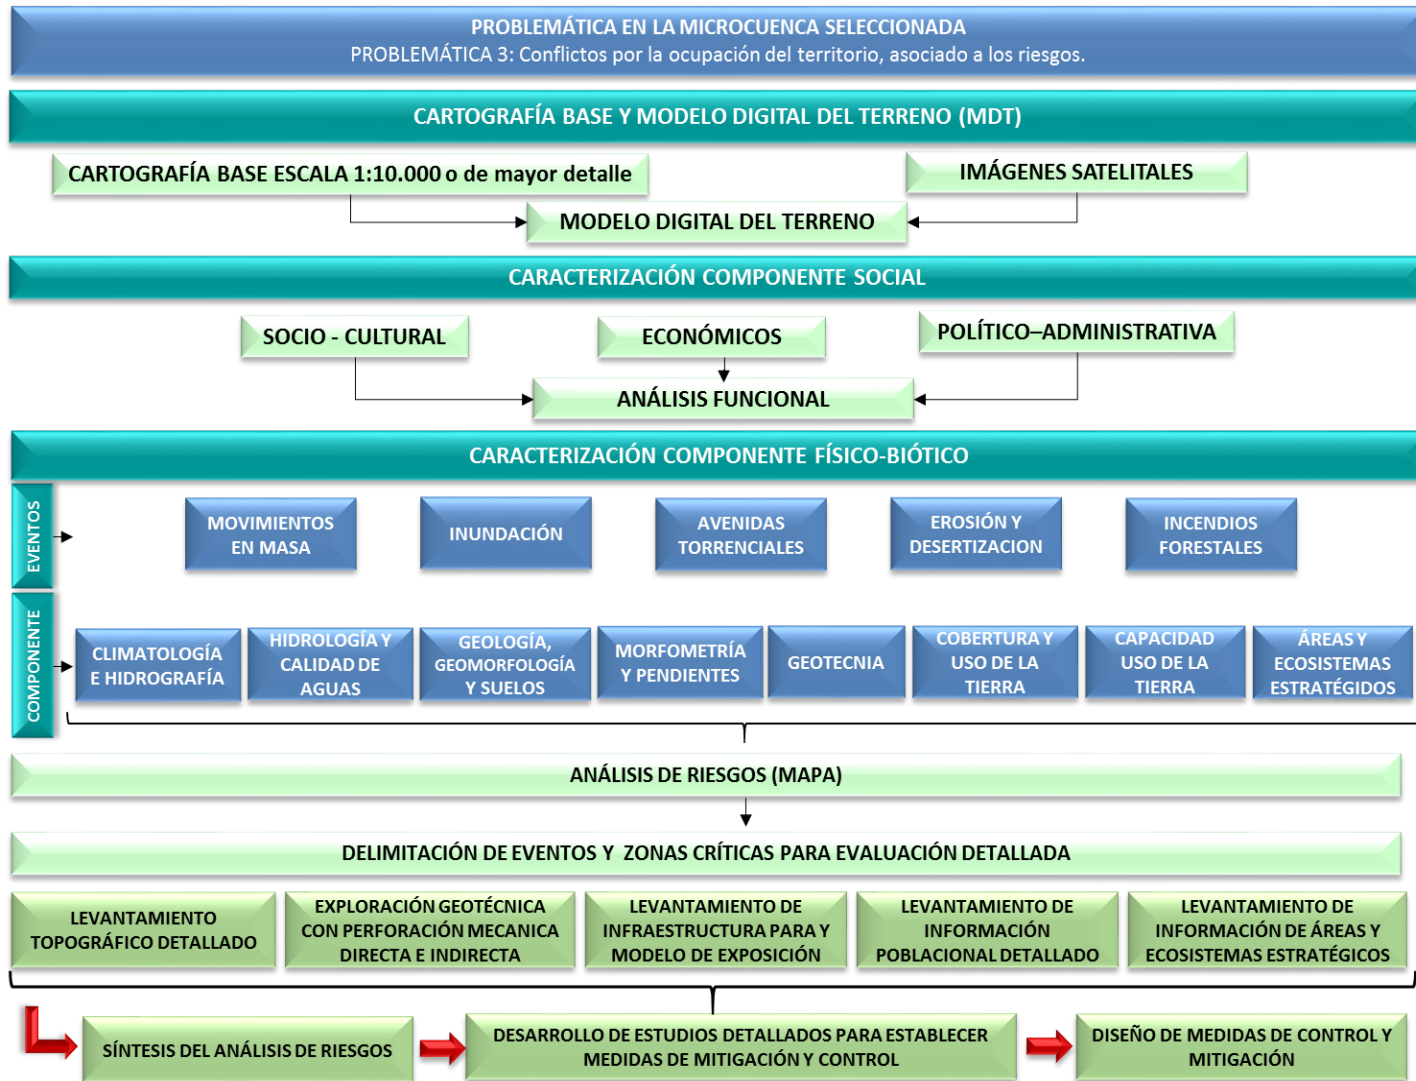 PROBLEMÁTICA EN LA MICROCUENCA SELECCIONADA
PROBLEMÁTICA 3: Conflictos por la ocupación del territorio, asociado a los riesgos.
CARTOGRAFÍA BASE Y MODELO DIGITAL DEL TERRENO (MDT)
CARTOGRAFÍA BASE ESCALA 1:10.000 o de mayor detalle
IMÁGENES SATELITALES
MODELO DIGITAL DEL TERRENO
CARACTERIZACIÓN COMPONENTE SOCIAL
SOCIO - CULTURAL
ECONÓMICOS
POLÍTICO–ADMINISTRATIVA
ANÁLISIS FUNCIONAL
CARACTERIZACIÓN COMPONENTE FÍSICO-BIÓTICO
EVENTOS
MOVIMIENTOS
EN MASA
INUNDACIÓN
AVENIDAS
TORRENCIALES
EROSIÓN Y
DESERTIZACION
INCENDIOS
FORESTALES
COMPONENTE
CLIMATOLOGÍA
E HIDROGRAFÍA
HIDROLOGÍA Y
CALIDAD DE
AGUAS
GEOLOGÍA,
GEOMORFOLOGÍA
Y SUELOS
MORFOMETRÍA
Y PENDIENTES
GEOTECNIA
COBERTURA Y
USO DE LA
TIERRA
CAPACIDAD
USO DE LA
TIERRA
ÁREAS Y
ECOSISTEMAS
ESTRATÉGIDOS
ANÁLISIS DE RIESGOS (MAPA)
DELIMITACIÓN DE EVENTOS Y ZONAS CRÍTICAS PARA EVALUACIÓN DETALLADA
LEVANTAMIENTO
TOPOGRÁFICO DETALLADO
EXPLORACIÓN GEOTÉCNICA
CON PERFORACIÓN MECANICA
DIRECTA E INDIRECTA
LEVANTAMIENTO DE
INFRAESTRUCTURA PARA Y
MODELO DE EXPOSICIÓN
LEVANTAMIENTO DE
INFORMACIÓN
POBLACIONAL DETALLADO
LEVANTAMIENTO DE
INFORMACIÓN DE ÁREAS Y
ECOSISTEMAS ESTRATÉGICOS
SÍNTESIS DEL ANÁLISIS DE RIESGOS
DESARROLLO DE ESTUDIOS DETALLADOS PARA ESTABLECER
MEDIDAS DE MITIGACIÓN Y CONTROL
DISEÑO DE MEDIDAS DE CONTROL Y
MITIGACIÓN